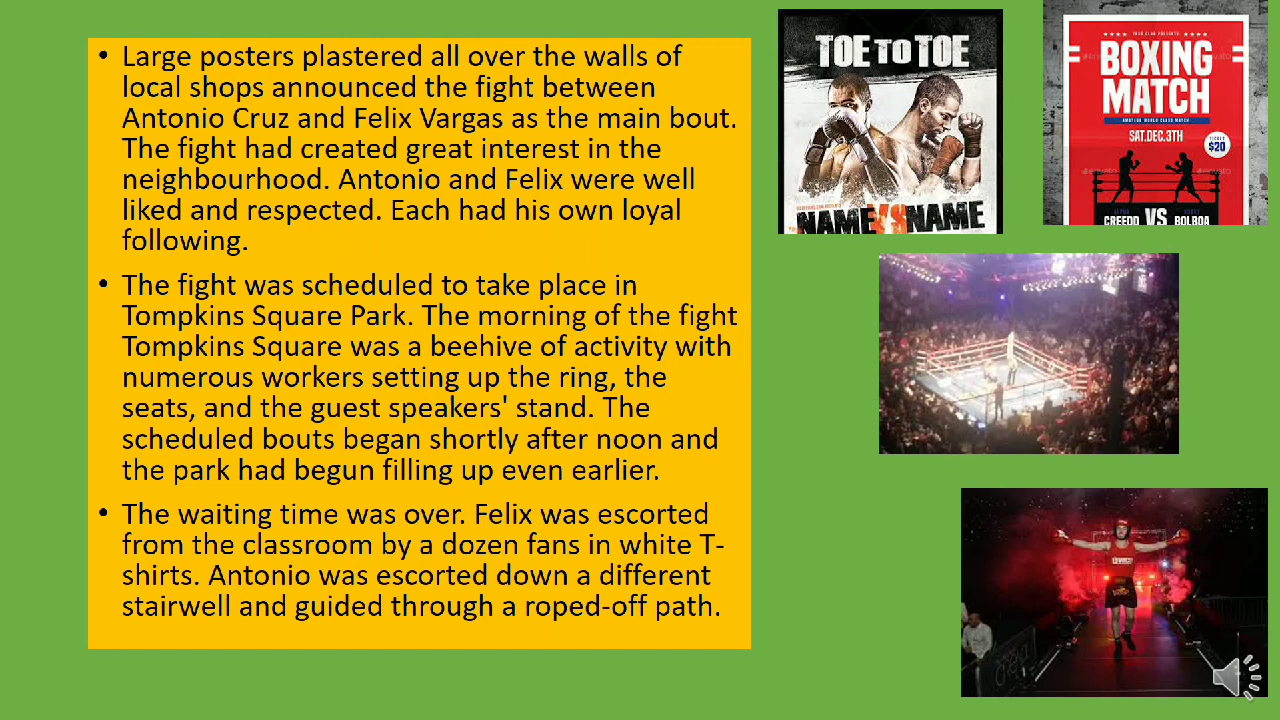 • Large posters plastered all over the walls of
local shops announced the fight between
Antonio Cruz and Felix Vargas as the main bout.
The fight had created great interest in the
neighbourhood. Antonio and Felix were well
liked and respected. Each had his own loyal
following.
• The fight was scheduled to take place in
Tompkins Square Park. The morning of the fight
Tompkins Square was a beehive of activity with
numerous workers setting up the ring, the
seats, and the guest speakers' stand. The
scheduled bouts began shortly after noon and
the park had begun filling up even earlier.
• The waiting time was over. Felix was escorted
from the classroom by a dozen fans in white T-
shirts. Antonio was escorted down a different
stairwell and guided through a roped-off path.
TOE TO TOE
NAME VS NAME
BOXING
MATCH
SAT.DEC.3TH
$20
CREEDO VS BOLBOA